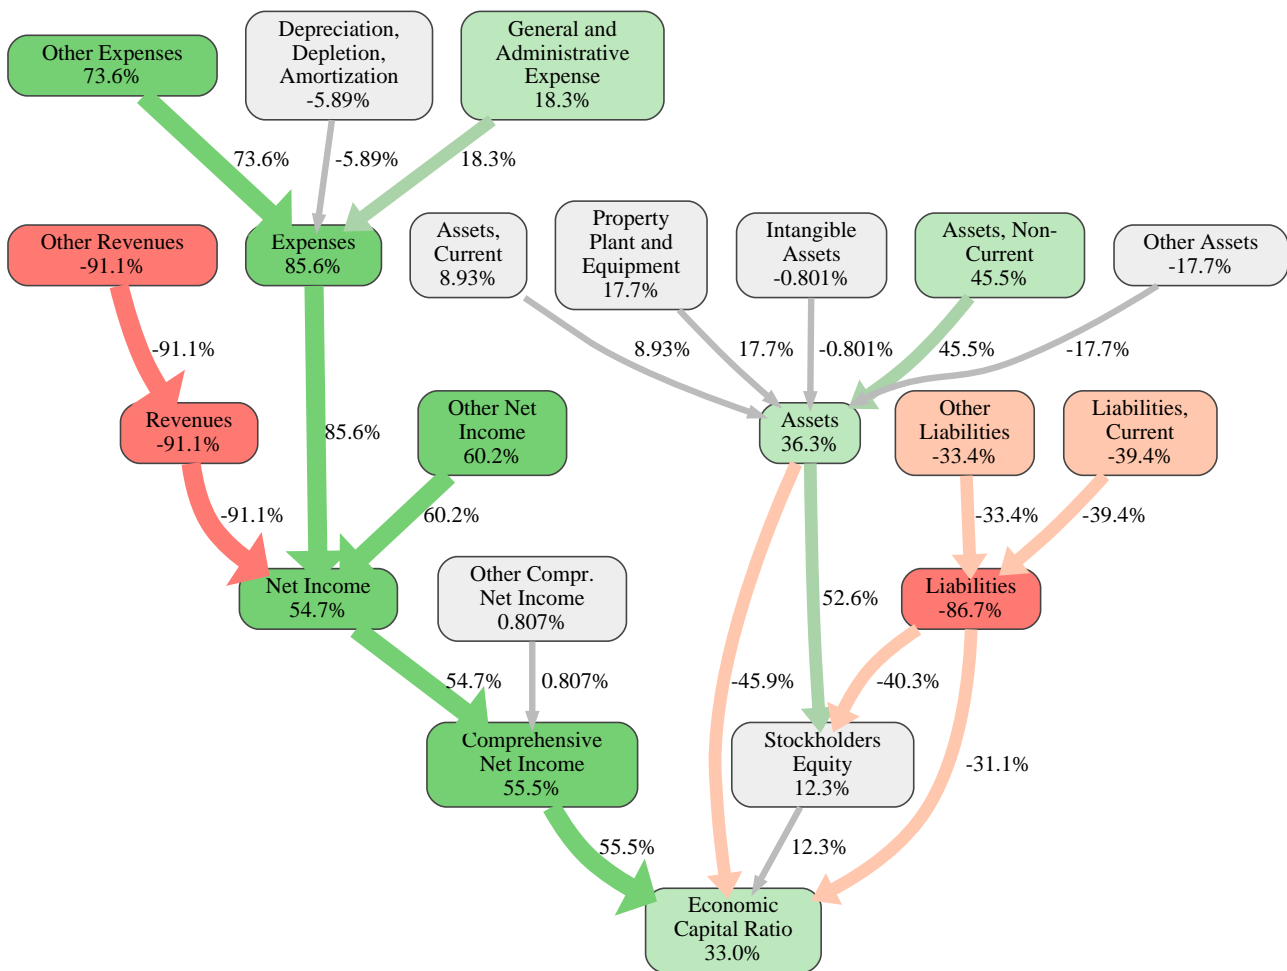 Other Expenses
73.6%
Depreciation,
Depletion,
Amortization
-5.89%
General and
Administrative
Expense
18.3%
73.6%
-5.89%
18.3%
Other Revenues
-91.1%
Expenses
85.6%
Assets,
Current
8.93%
Property
Plant and
Equipment
17.7%
Intangible
Assets
-0.801%
Assets, Non-
Current
45.5%
Other Assets
-17.7%
-91.1%
8.93%
17.7%
-0.801%
45.5%
-17.7%
Revenues
-91.1%
85.6%
Other Net
Income
60.2%
Assets
36.3%
Other
Liabilities
-33.4%
Liabilities,
Current
-39.4%
-91.1%
60.2%
-33.4%
-39.4%
Net Income
54.7%
Other Compr.
Net Income
0.807%
52.6%
Liabilities
-86.7%
54.7%
0.807%
-45.9%
-40.3%
Comprehensive
Net Income
55.5%
Stockholders
Equity
12.3%
-31.1%
55.5%
12.3%
Economic
Capital Ratio
33.0%